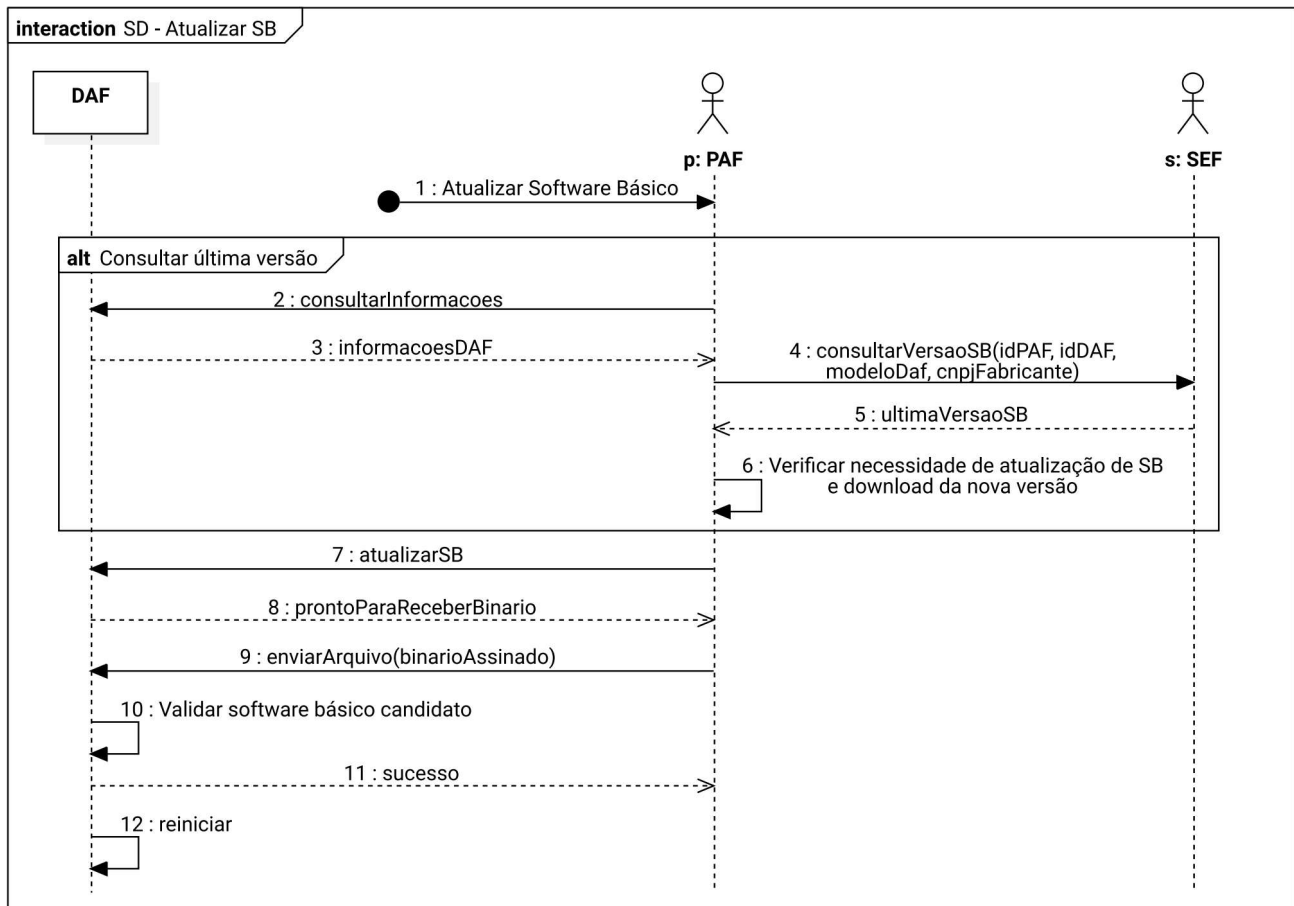 interaction SD - Atualizar SB
DAF
p: PAF
s: SEF
1 : Atualizar Software Básico
alt Consultar última versão
2 : consultarInformacoes
3 : informacoesDAF
4 : consultarVersaoSB(idPAF, idDAF,
modeloDaf, cnpjFabricante)
5 : ultimaVersaoSB
6 : Verificar necessidade de atualização de SB
e download da nova versão
7 : atualizarSB
8 : prontoParaReceberBinario
9 : enviarArquivo(binarioAssinado)
10 : Validar software básico candidato
11 : sucesso
12 : reiniciar